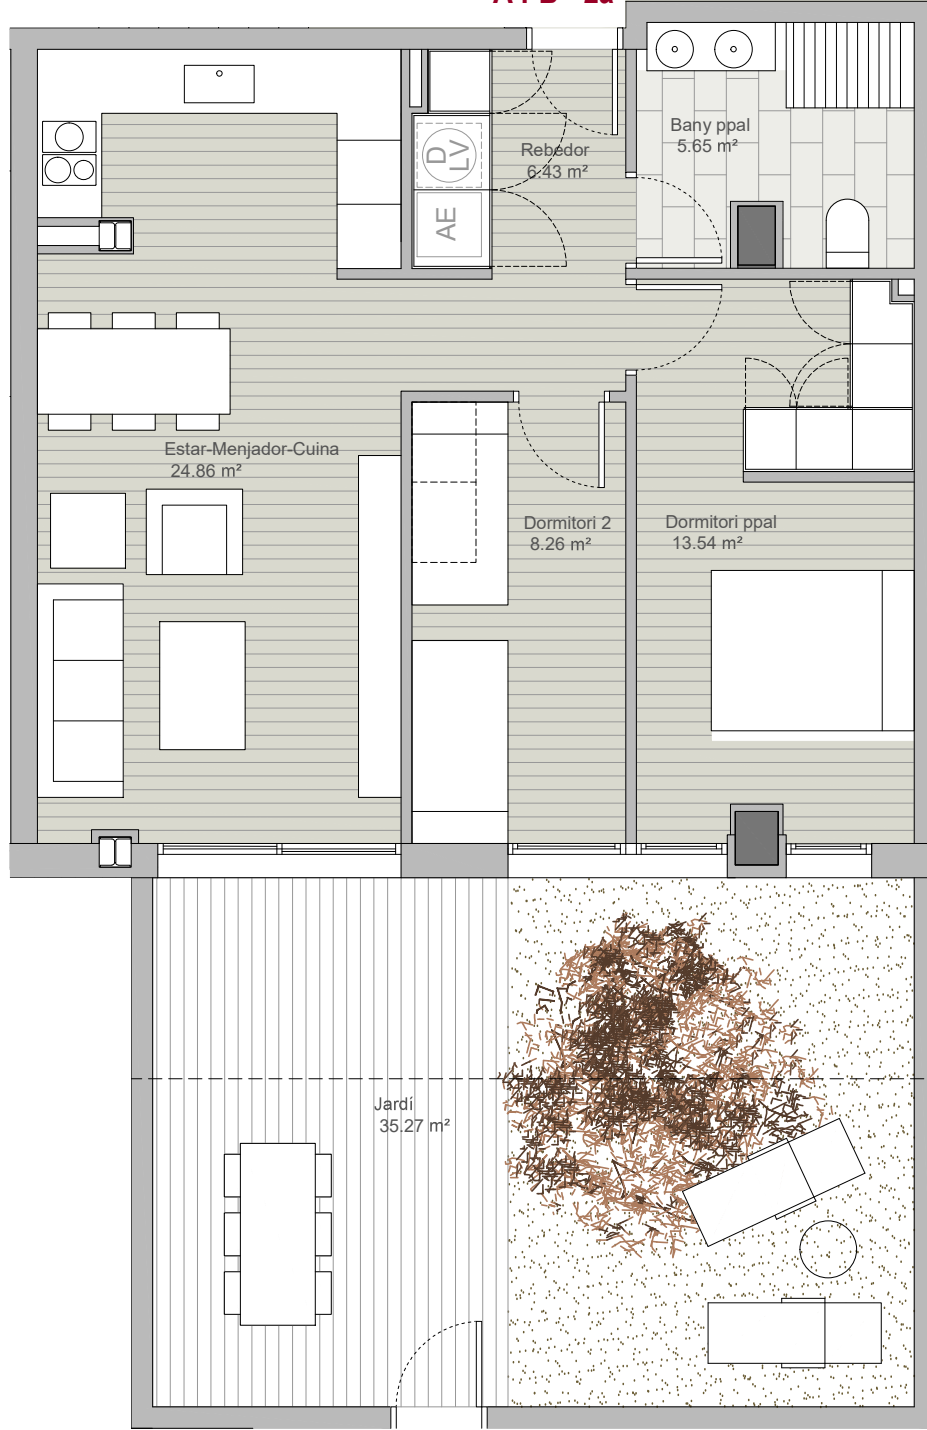 Bany ppal
5.65 m²
Rebedor
6.43 m²
D
LV
AE
Estar-Menjador-Cuina
24.86 m²
Dormitori 2
8.26 m²
Dormitori ppal
13.54 m²
Jardí
35.27 m²